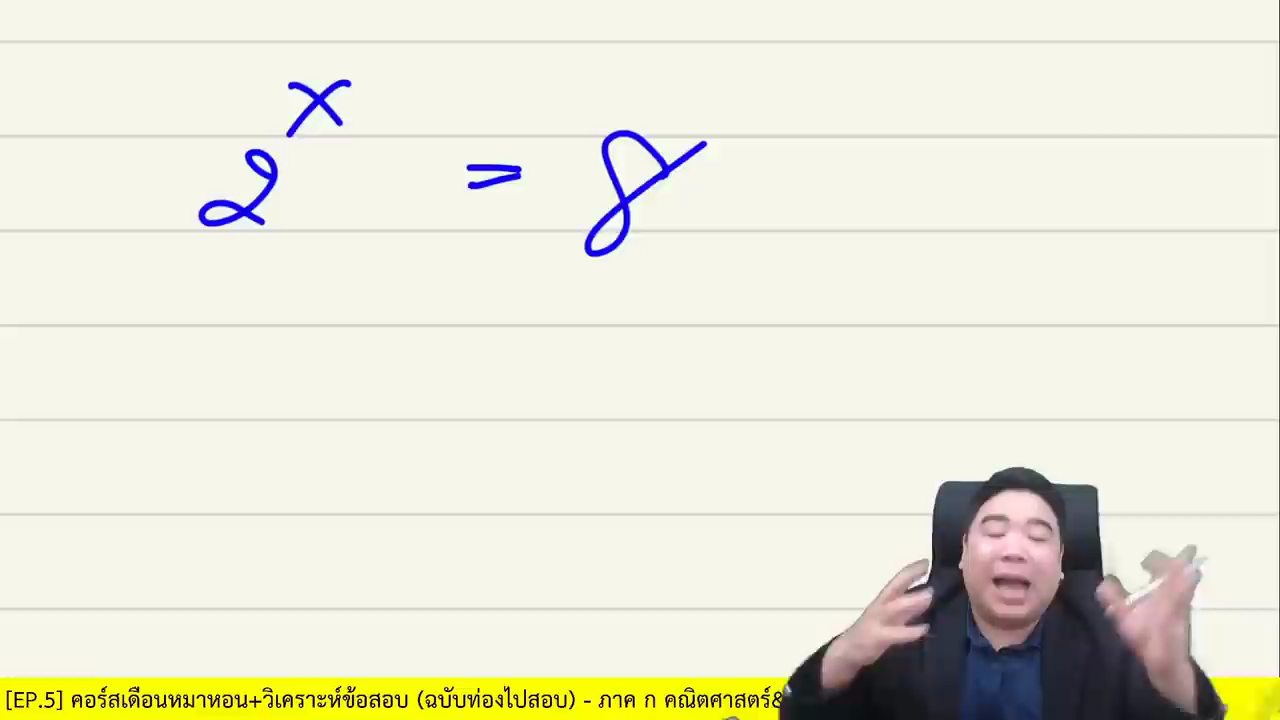 2ˣ = 8
[EP.5] คอร์สเดือนหมาหอน+วิเคราะห์ข้อสอบ (ฉบับท่องไปสอบ) - ภาค ก คณิตศาสตร์&